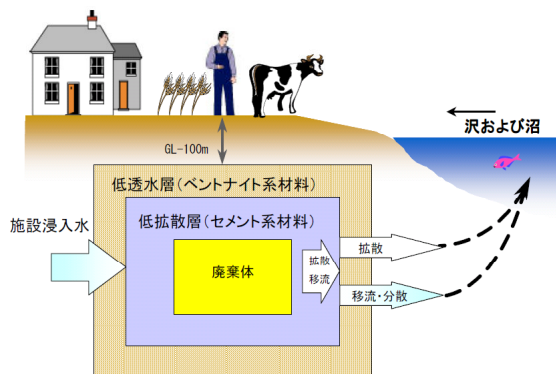 沢および沼
GL-100m
低透水層(ベントナイト系材料)
低拡散層(セメント系材料)
施設浸入水
廃棄体
拡散
移流
拡散
移流・分散